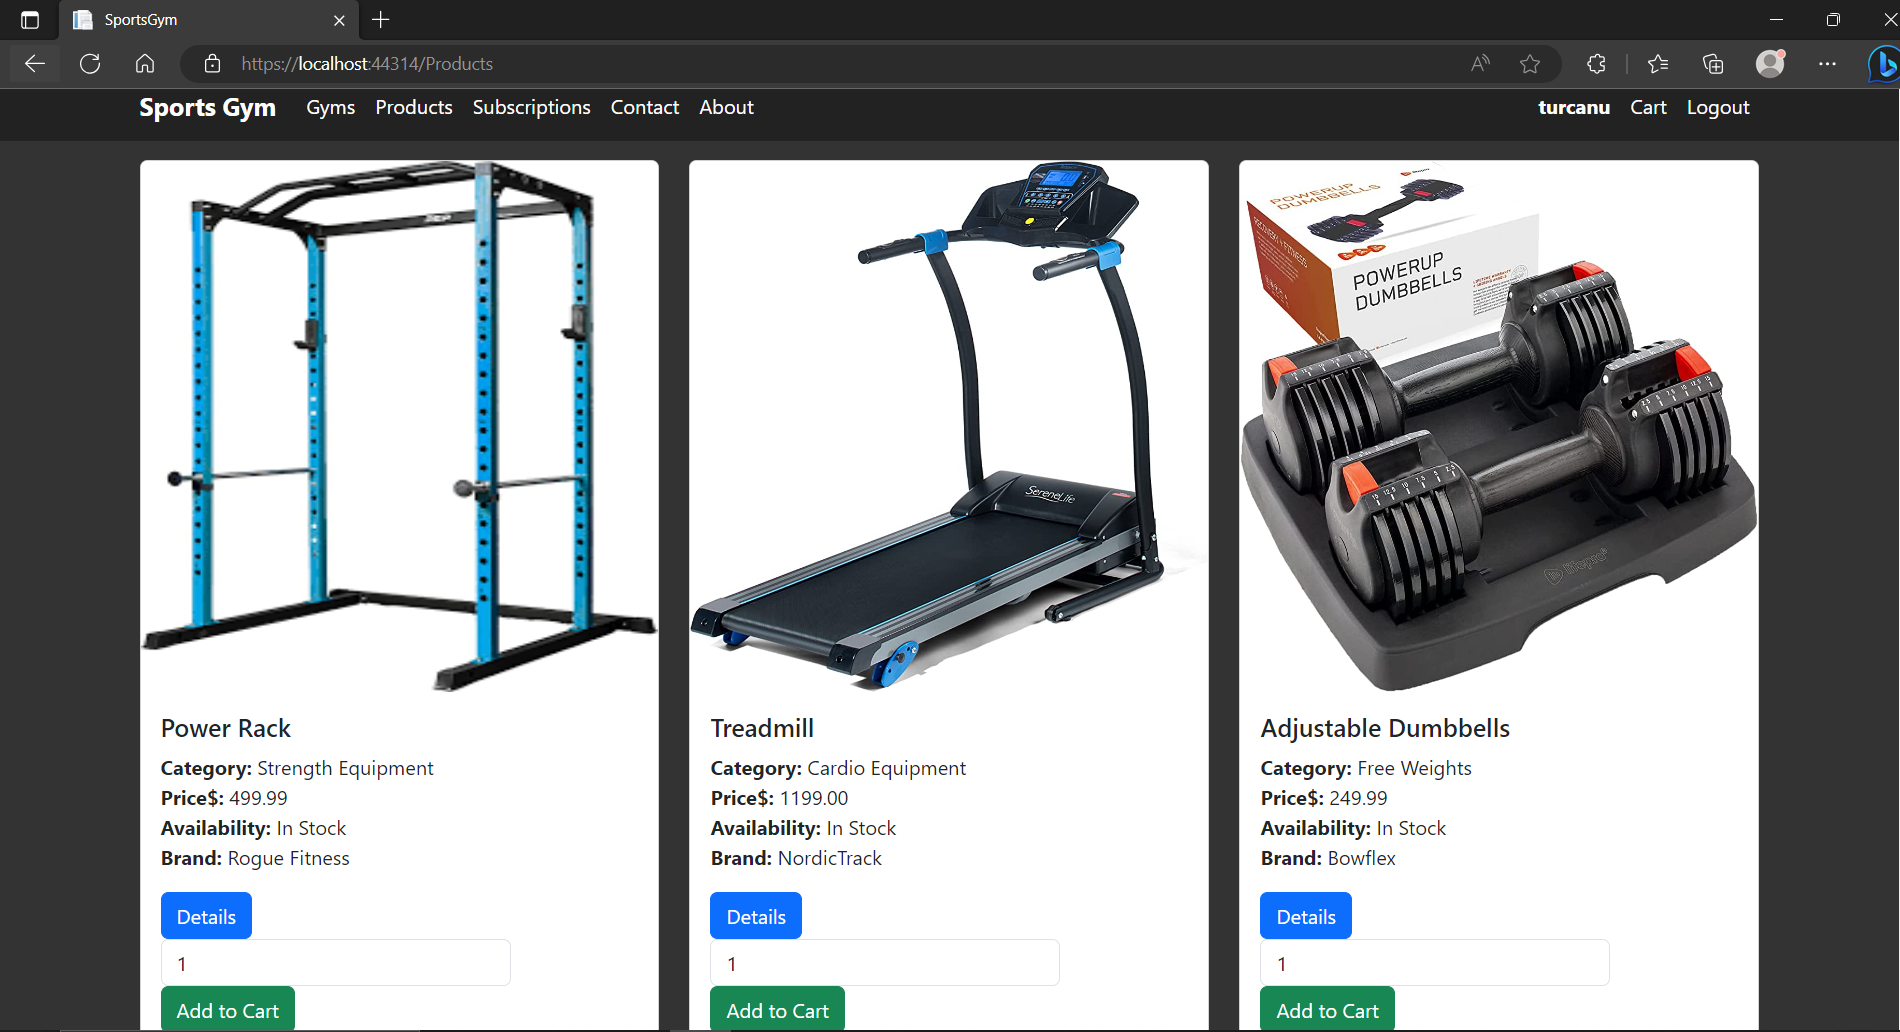 SportsGym
https://localhost:44314/Products
Sports Gym Gyms Products Subscriptions Contact About turcanu Cart Logout
POWERUP
DUMBBELLS
RECOVERY + FITNESS
POWERUP
DUMBBELLS
SereneLife
lifepro
Power Rack
Category: Strength Equipment
Price$: 499.99
Availability: In Stock
Brand: Rogue Fitness
Details
1
Add to Cart
Treadmill
Category: Cardio Equipment
Price$: 1199.00
Availability: In Stock
Brand: NordicTrack
Details
1
Add to Cart
Adjustable Dumbbells
Category: Free Weights
Price$: 249.99
Availability: In Stock
Brand: Bowflex
Details
1
Add to Cart